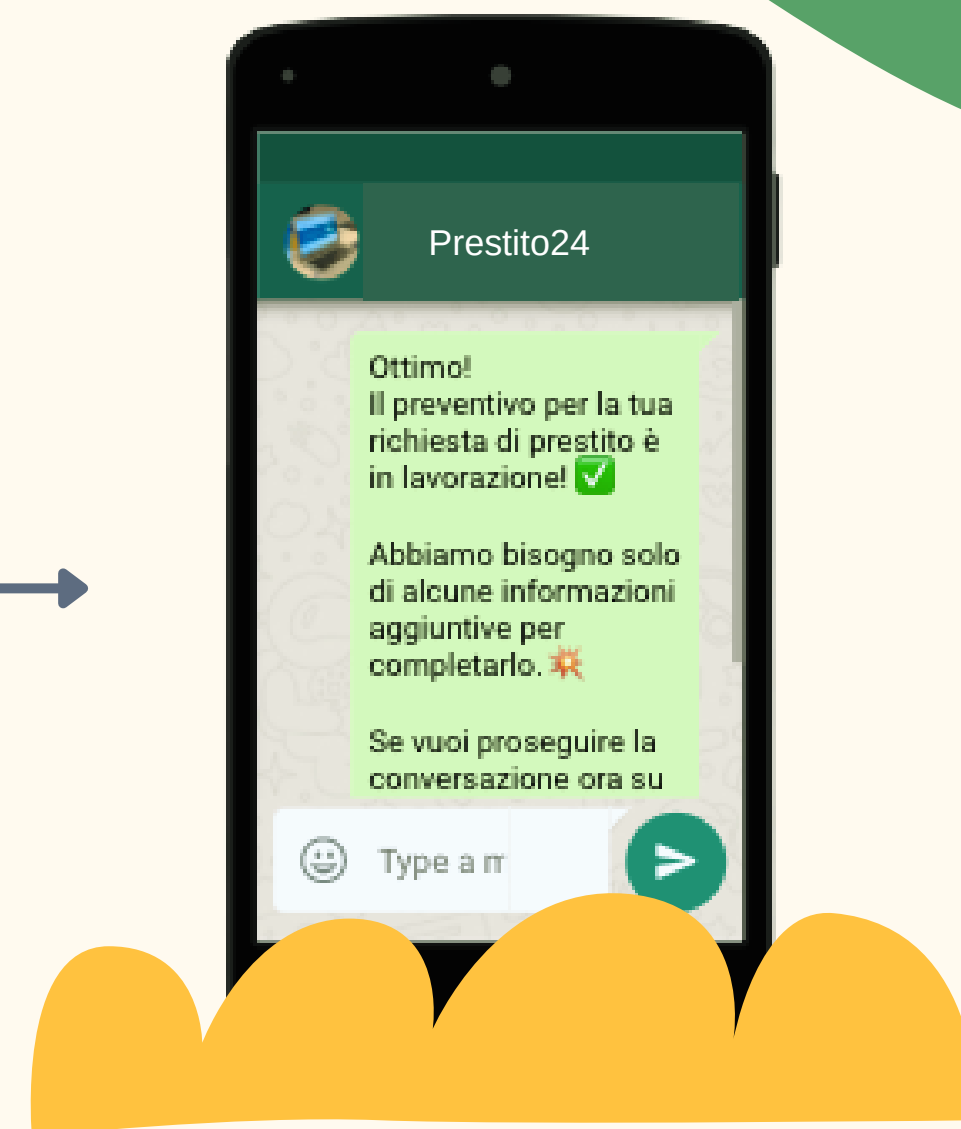 Prestito24
Ottimo!
Il preventivo per la tua
richiesta di prestito è
in lavorazione! ✅
Abbiamo bisogno solo
di alcune informazioni
aggiuntive per
completarlo. 💥
Se vuoi proseguire la
conversazione ora su
Type a m